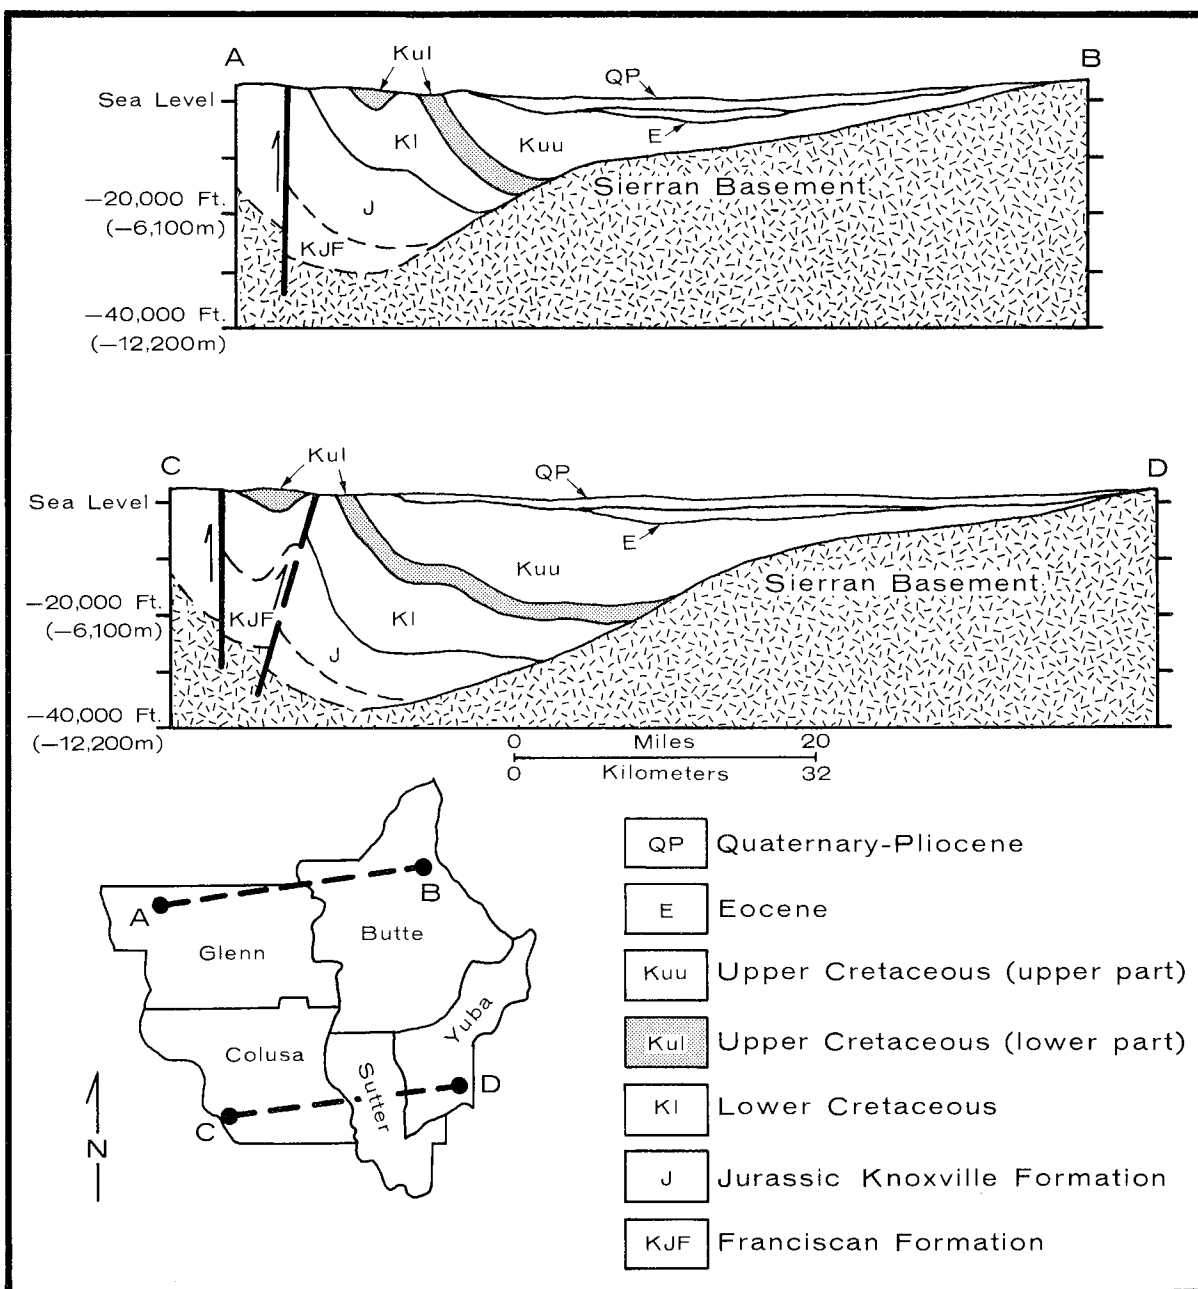 A
Kul
QP
B
Sea Level
Kl
Kuu
E
Sierran Basement
−20,000 Ft.
(−6,100m)
J
KJF
−40,000 Ft.
(−12,200m)
C
Kul
QP
D
Sea Level
E
Kuu
Sierran Basement
−20,000 Ft.
(−6,100m)
KJF
Kl
J
−40,000 Ft.
(−12,200m)
0 Miles 20
0 Kilometers 32
A
B
Glenn
Butte
Yuba
Colusa
Sutter
C
D
N
QP Quaternary-Pliocene
E Eocene
Kuu Upper Cretaceous (upper part)
Kul Upper Cretaceous (lower part)
Kl Lower Cretaceous
J Jurassic Knoxville Formation
KJF Franciscan Formation